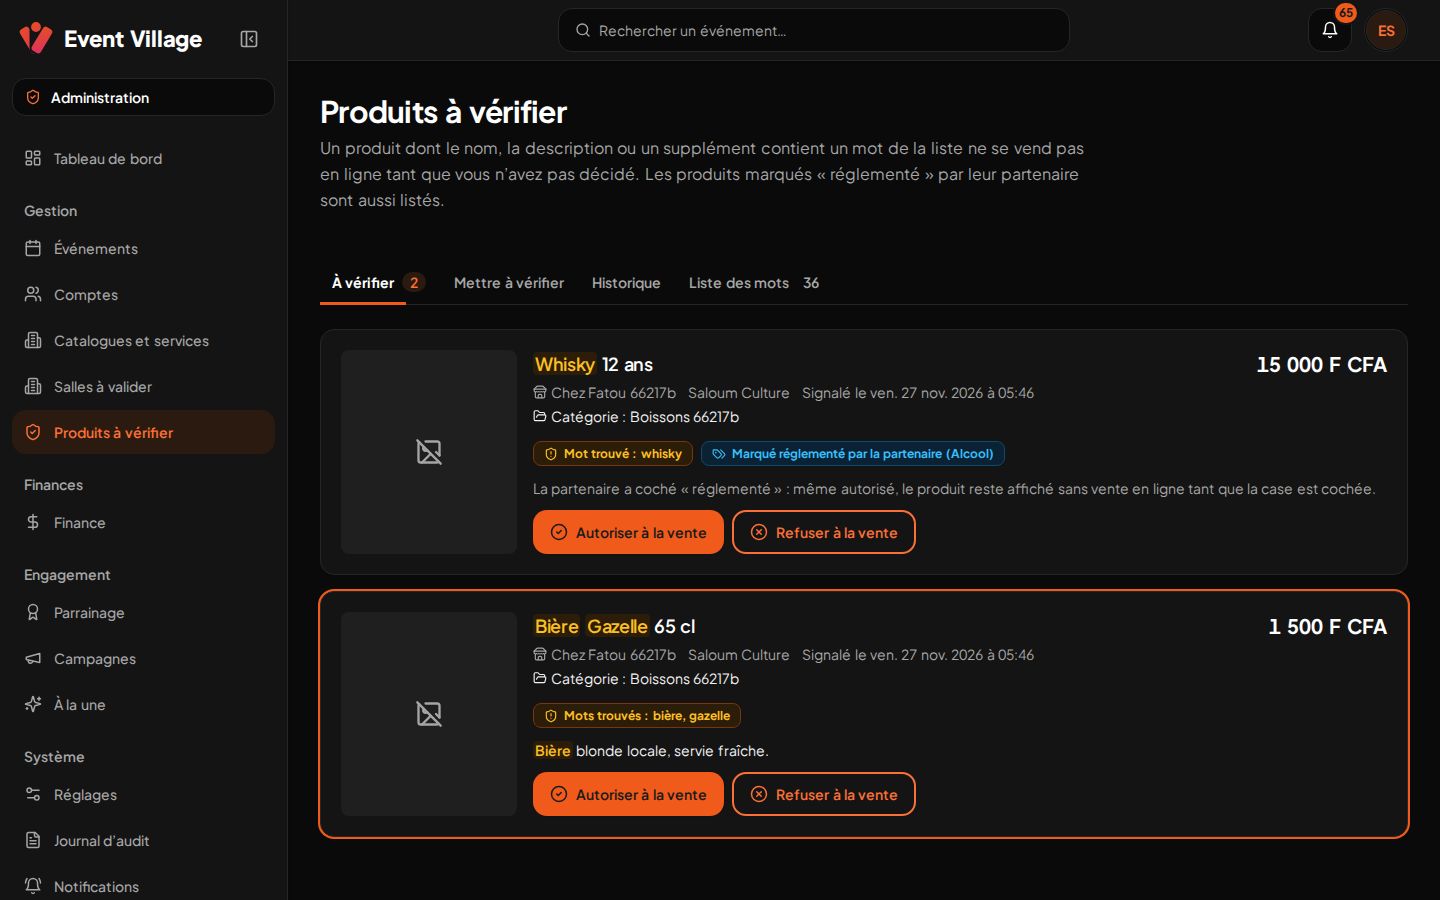 Event Village
Rechercher un événement…
65
ES
Administration
Tableau de bord
Gestion
Événements
Comptes
Catalogues et services
Salles à valider
Produits à vérifier
Finances
Finance
Engagement
Parrainage
Campagnes
À la une
Système
Réglages
Journal d’audit
Notifications
Produits à vérifier
Un produit dont le nom, la description ou un supplément contient un mot de la liste ne se vend pas
en ligne tant que vous n’avez pas décidé. Les produits marqués « réglementé » par leur partenaire
sont aussi listés.
À vérifier 2 Mettre à vérifier Historique Liste des mots 36
Whisky 12 ans 15 000 F CFA
Chez Fatou 66217b Saloum Culture Signalé le ven. 27 nov. 2026 à 05:46
Catégorie : Boissons 66217b
Mot trouvé : whisky Marqué réglementé par la partenaire (Alcool)
La partenaire a coché « réglementé » : même autorisé, le produit reste affiché sans vente en ligne tant que la case est cochée.
Autoriser à la vente Refuser à la vente
Bière Gazelle 65 cl 1 500 F CFA
Chez Fatou 66217b Saloum Culture Signalé le ven. 27 nov. 2026 à 05:46
Catégorie : Boissons 66217b
Mots trouvés : bière, gazelle
Bière blonde locale, servie fraîche.
Autoriser à la vente Refuser à la vente